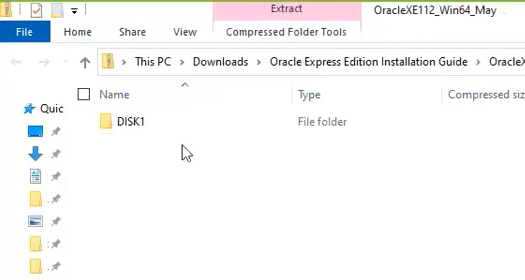 Extract
OracleXE112_Win64_May
File
Home
Share
View
Compressed Folder Tools
This PC > Downloads > Oracle Express Edition Installation Guide > OracleX
Quic
Name
Type
Compressed siz
DISK1
File folder